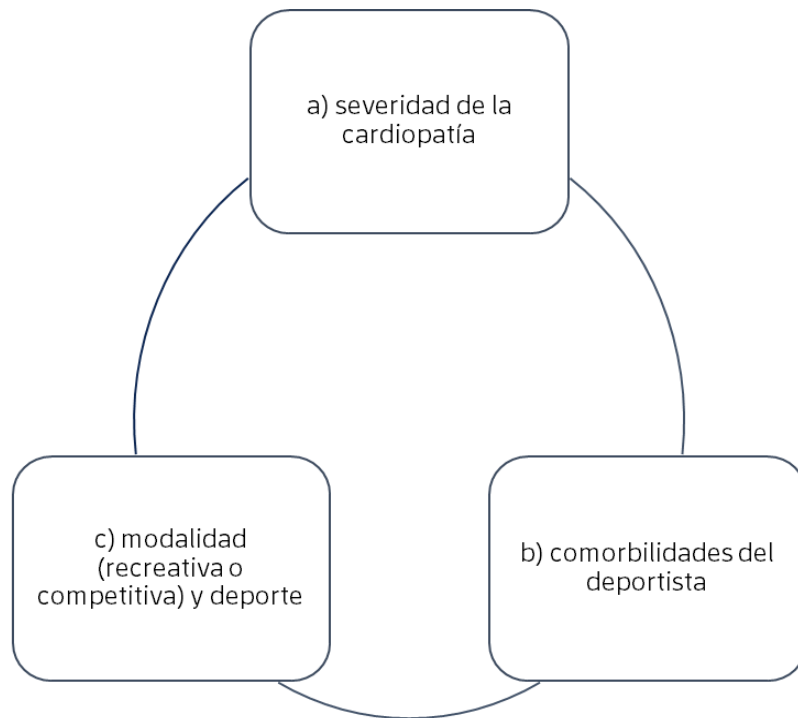 a) severidad de la
cardiopatía
c) modalidad
(recreativa o
competitiva) y deporte
b) comorbilidades del
deportista